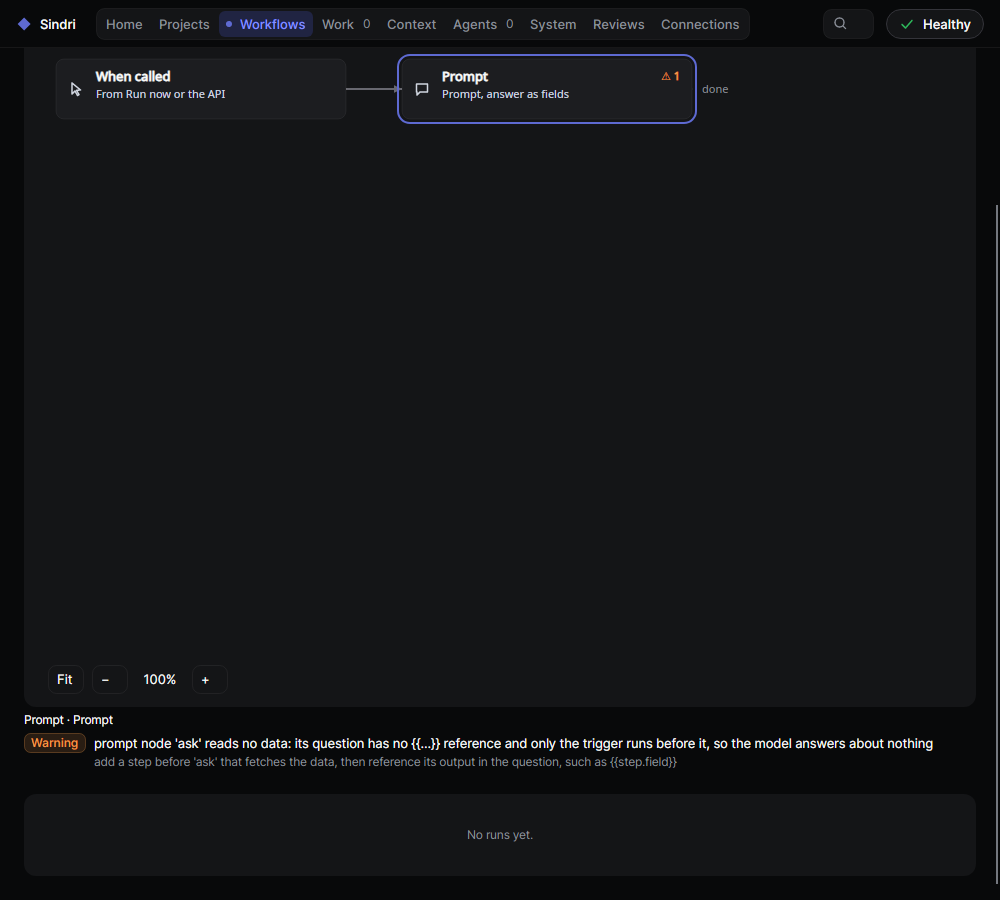 Sindri
Home Projects Workflows Work 0 Context Agents 0 System Reviews Connections
Healthy
When called
From Run now or the API
Prompt
⚠ 1
Prompt, answer as fields
done
Fit − 100% +
Prompt · Prompt
Warning prompt node 'ask' reads no data: its question has no {{...}} reference and only the trigger runs before it, so the model answers about nothing
add a step before 'ask' that fetches the data, then reference its output in the question, such as {{step.field}}
No runs yet.